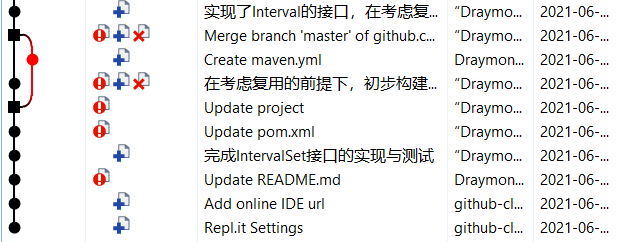 实现了Interval的接口，在考虑复... “Draymo... 2021-06-...
Merge branch 'master' of github.c... “Draymo... 2021-06-...
Create maven.yml Draymon... 2021-06-...
在考虑复用的前提下，初步构建... “Draymo... 2021-06-...
Update project “Draymo... 2021-06-...
Update pom.xml “Draymo... 2021-06-...
完成IntervalSet接口的实现与测试 “Draymo... 2021-06-...
Update README.md Draymon... 2021-06-...
Add online IDE url github-cl... 2021-06-...
Repl.it Settings github-cl... 2021-06-...